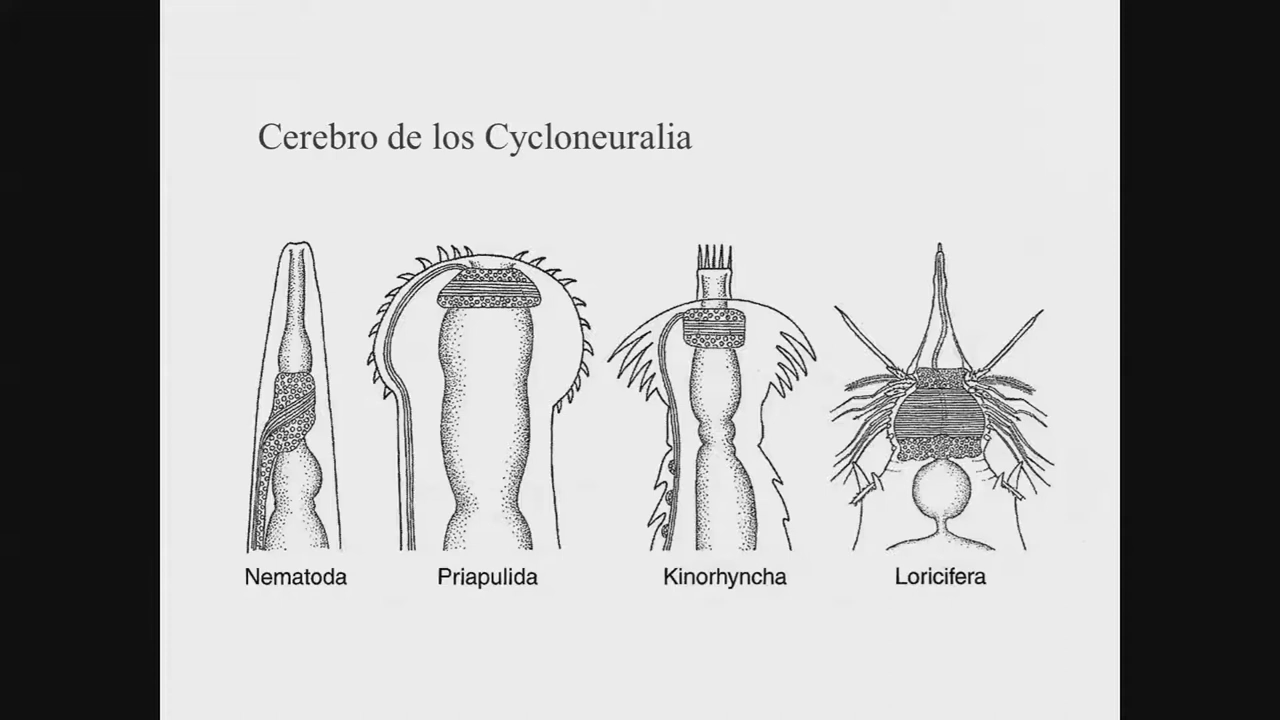 Cerebro de los Cycloneuralia
Nematoda
Priapulida
Kinorhyncha
Loricifera